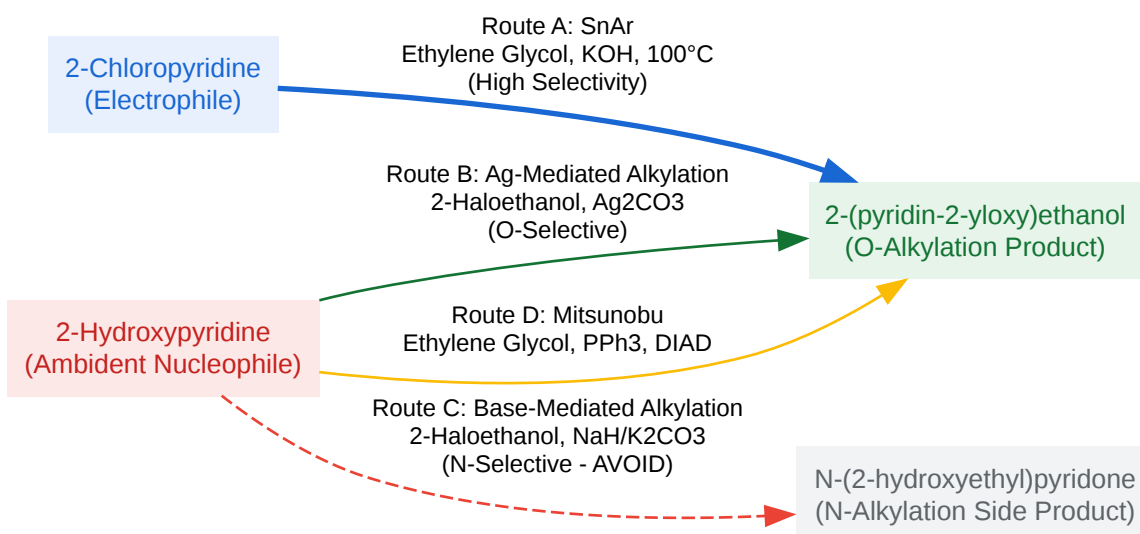 Route A: SnAr
Ethylene Glycol, KOH, 100°C
(High Selectivity)
2-Chloropyridine
(Electrophile)
Route B: Ag-Mediated Alkylation
2-Haloethanol, Ag2CO3
(O-Selective)
2-(pyridin-2-yloxy)ethanol
(O-Alkylation Product)
2-Hydroxypyridine
(Ambident Nucleophile)
Route D: Mitsunobu
Ethylene Glycol, PPh3, DIAD
Route C: Base-Mediated Alkylation
2-Haloethanol, NaH/K2CO3
(N-Selective - AVOID)
N-(2-hydroxyethyl)pyridone
(N-Alkylation Side Product)